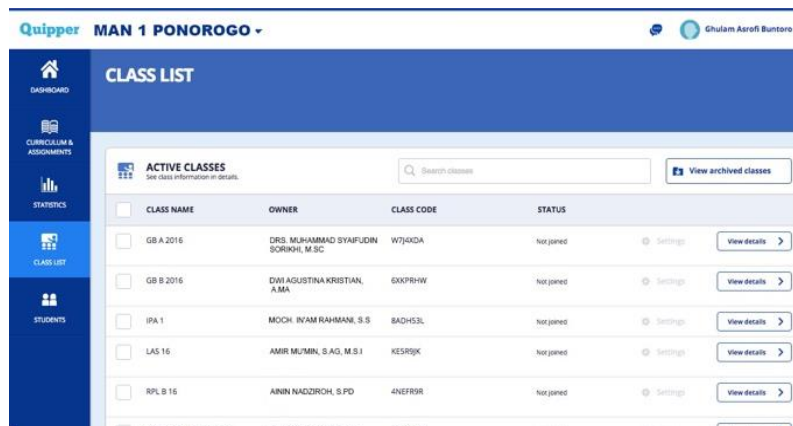 Quipper MAN 1 PONOROGO
Ghulam Asrofi Buntoro
DASHBOARD
CURRICULUM &
ASSIGNMENTS
STATISTICS
CLASS LIST
STUDENTS
CLASS LIST
ACTIVE CLASSES
See class information in details.
Search classes
View archived classes
CLASS NAME OWNER CLASS CODE STATUS
GB A 2016 DRS. MUHAMMAD SYAIFUDIN W7J4XDA Not joined Settings View details
SORIKHI, M.SC
GB B 2016 DWI AGUSTINA KRISTIAN, 6XKPRHW Not joined Settings View details
A.MA
IPA 1 MOCH. IN'AM RAHMANI, S.S 8ADH53L Not joined Settings View details
LAS 16 AMIR MU'MIN, S.AG, M.S.I KESR9JK Not joined Settings View details
RPL B 16 AININ NADZIROH, S.PD 4NEFR9R Not joined Settings View details